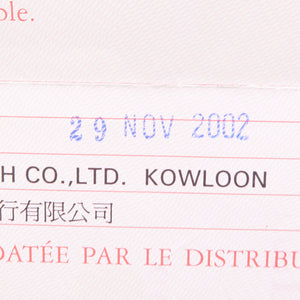 ble.
29 NOV 2002
H CO.,LTD. KOWLOON
行有限公司
DATÉE PAR LE DISTRIBU